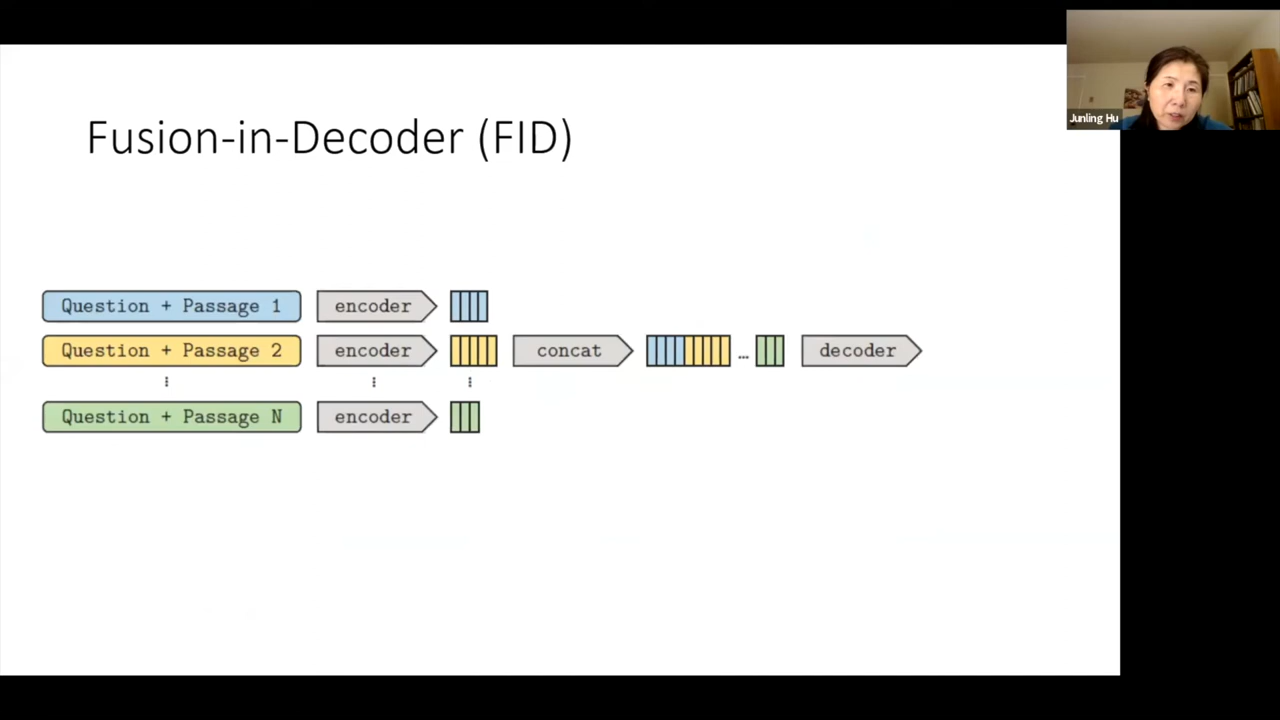 Junling Hu
Fusion-in-Decoder (FID)
Question + Passage 1 encoder
Question + Passage 2 encoder concat ... decoder
Question + Passage N encoder